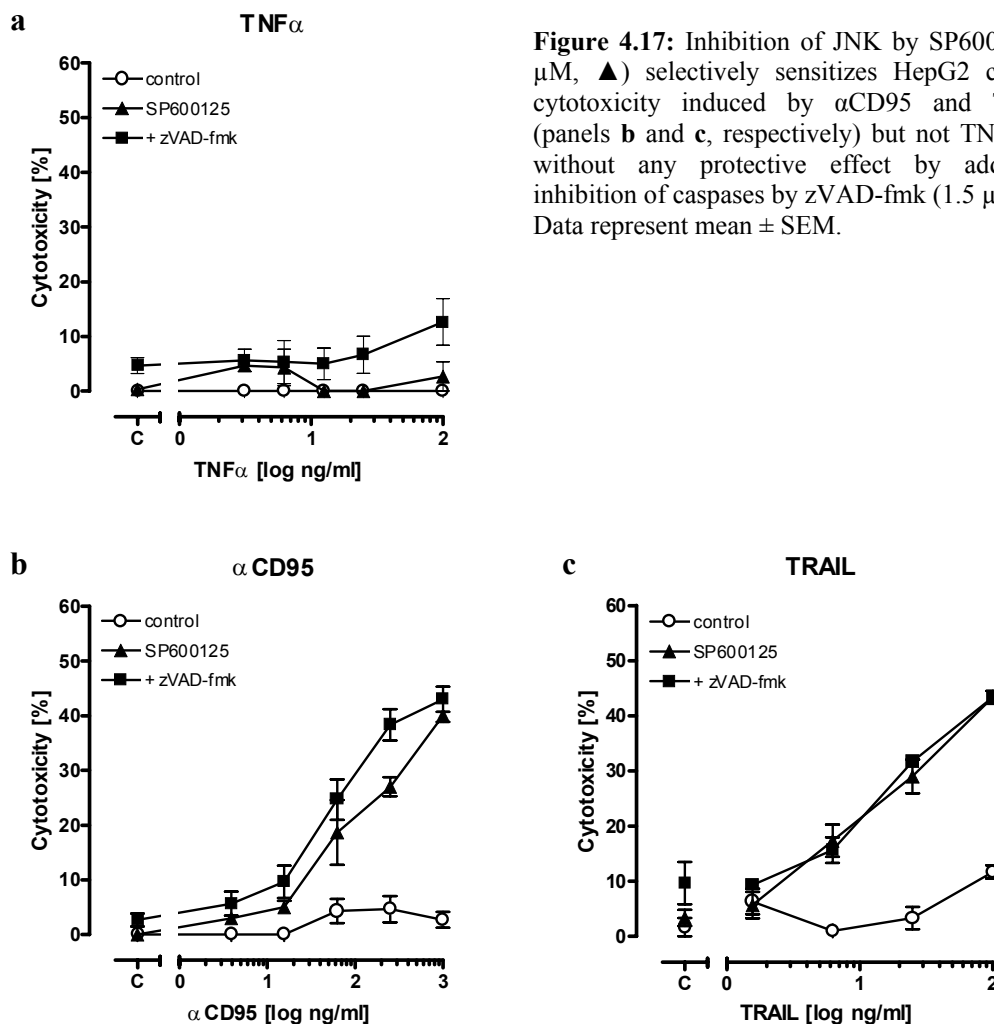 a
TNFα
60
50
40
30
20
10
0
Cytotoxicity [%]
control
SP600125
+ zVAD-fmk
C 0 1 2
TNFα [log ng/ml]
Figure 4.17: Inhibition of JNK by SP600
µM, ▲) selectively sensitizes HepG2 c
cytotoxicity induced by αCD95 and
(panels b and c, respectively) but not TN
without any protective effect by add
inhibition of caspases by zVAD-fmk (1.5 µ
Data represent mean ± SEM.
b
α CD95
60
50
40
30
20
10
0
Cytotoxicity [%]
control
SP600125
+ zVAD-fmk
C 0 1 2 3
α CD95 [log ng/ml]
c
TRAIL
60
50
40
30
20
10
0
Cytotoxicity [%]
control
SP600125
+ zVAD-fmk
C 0 1 2
TRAIL [log ng/ml]